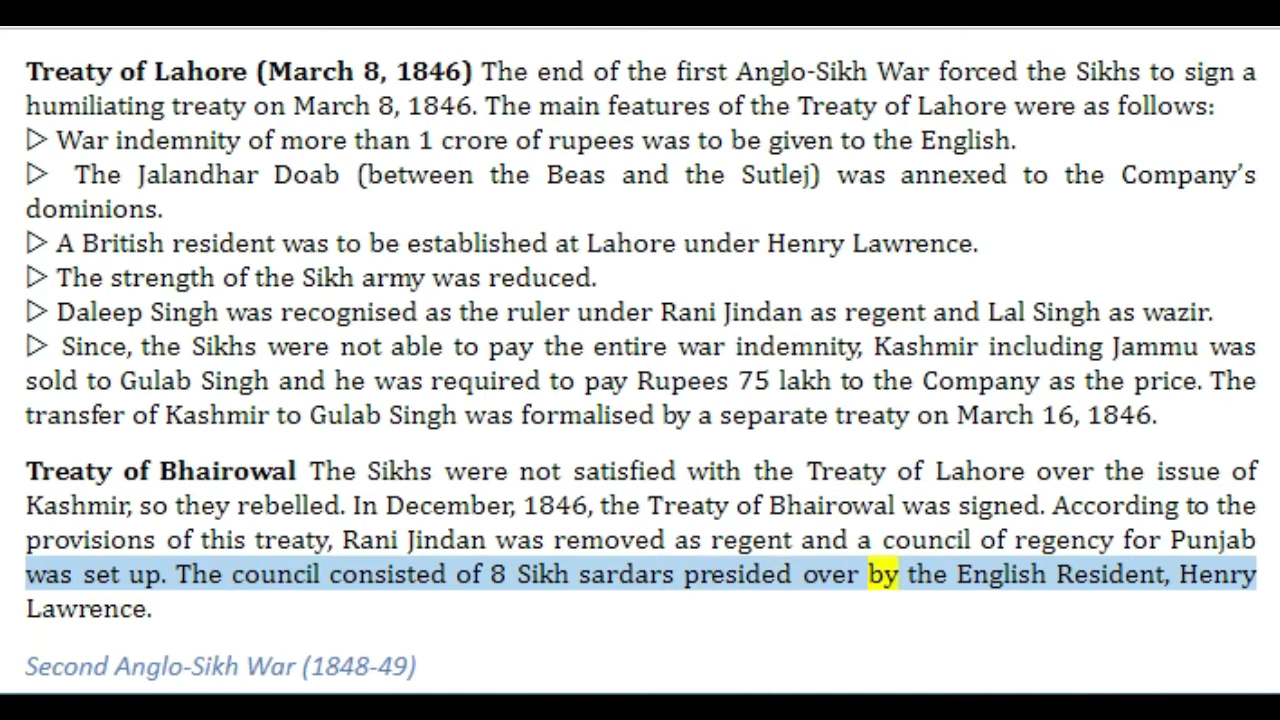 Treaty of Lahore (March 8, 1846) The end of the first Anglo-Sikh War forced the Sikhs to sign a
humiliating treaty on March 8, 1846. The main features of the Treaty of Lahore were as follows:
▷ War indemnity of more than 1 crore of rupees was to be given to the English.
▷ The Jalandhar Doab (between the Beas and the Sutlej) was annexed to the Company’s
dominions.
▷ A British resident was to be established at Lahore under Henry Lawrence.
▷ The strength of the Sikh army was reduced.
▷ Daleep Singh was recognised as the ruler under Rani Jindan as regent and Lal Singh as wazir.
▷ Since, the Sikhs were not able to pay the entire war indemnity, Kashmir including Jammu was
sold to Gulab Singh and he was required to pay Rupees 75 lakh to the Company as the price. The
transfer of Kashmir to Gulab Singh was formalised by a separate treaty on March 16, 1846.
Treaty of Bhairowal The Sikhs were not satisfied with the Treaty of Lahore over the issue of
Kashmir, so they rebelled. In December, 1846, the Treaty of Bhairowal was signed. According to the
provisions of this treaty, Rani Jindan was removed as regent and a council of regency for Punjab
was set up. The council consisted of 8 Sikh sardars presided over by the English Resident, Henry
Lawrence.
Second Anglo-Sikh War (1848-49)